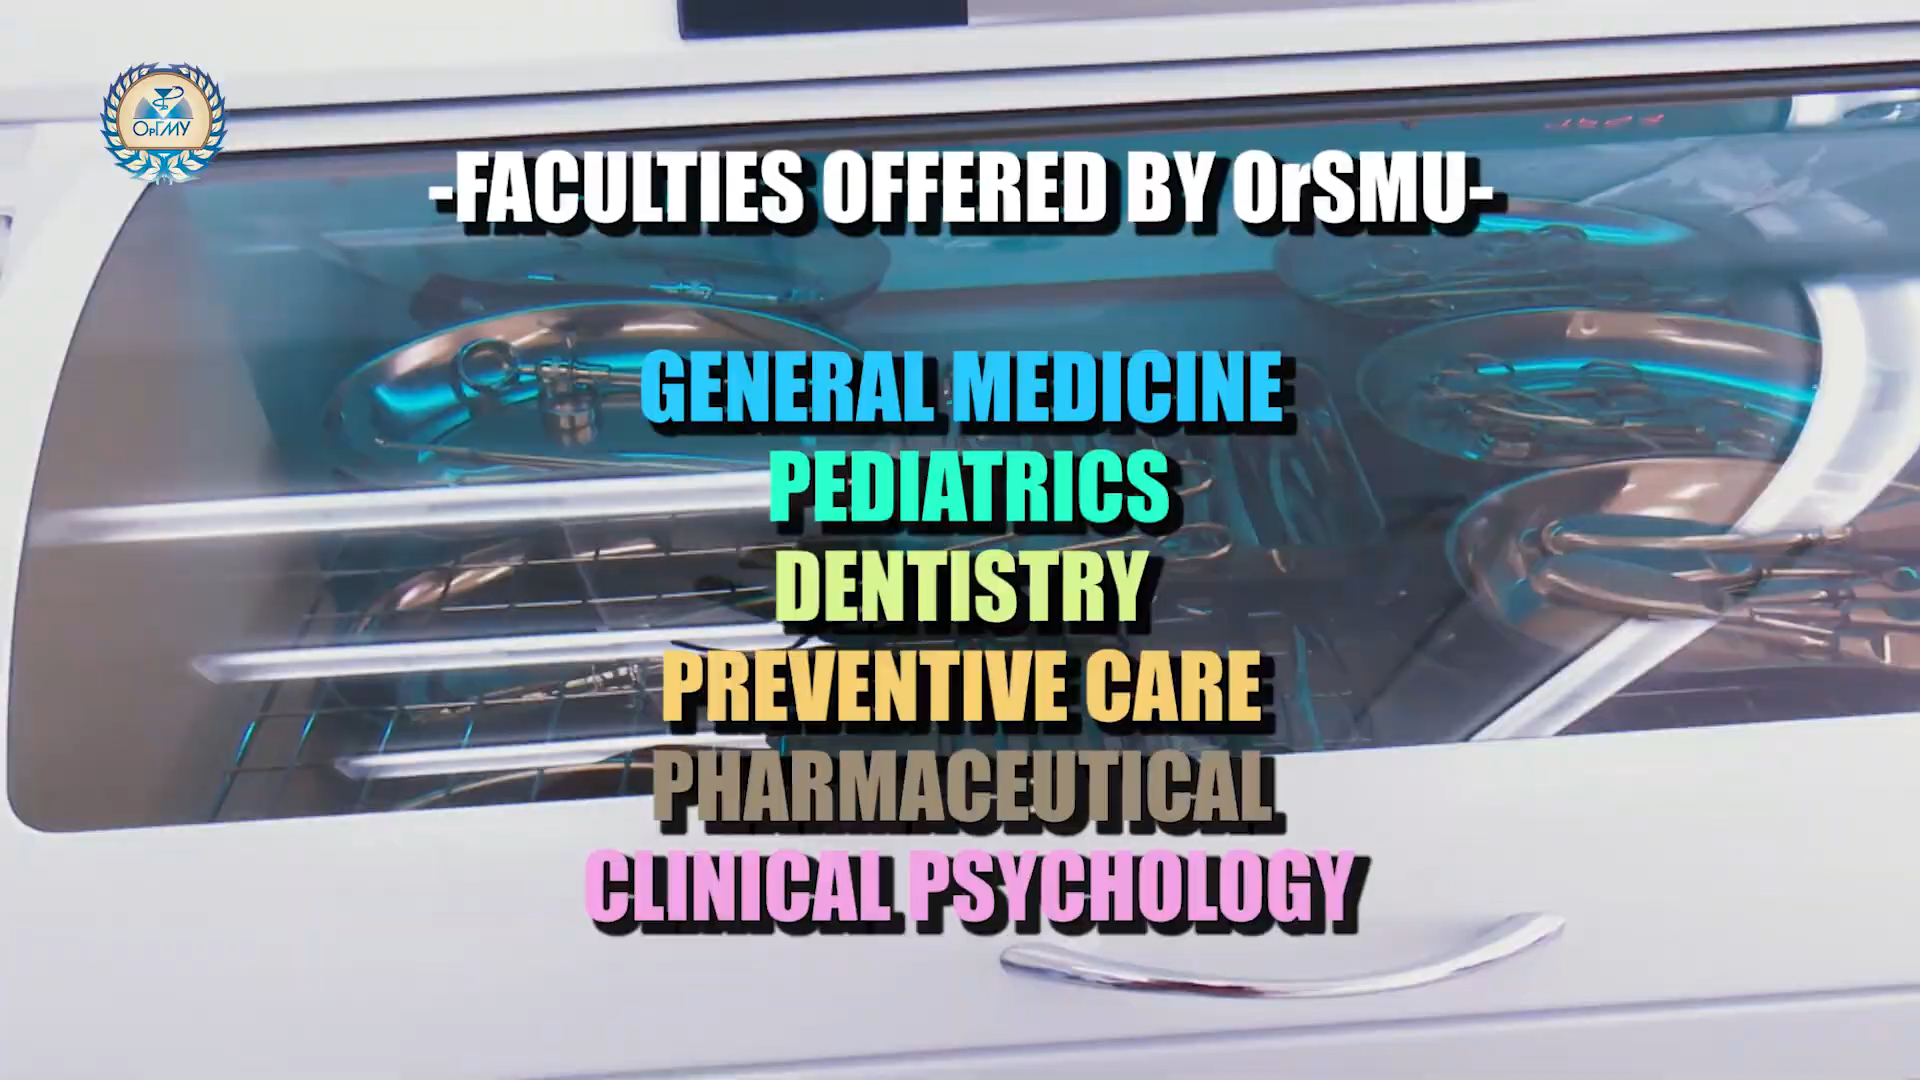 ОрГМУ
-FACULTIES OFFERED BY OrSMU-
GENERAL MEDICINE
PEDIATRICS
DENTISTRY
PREVENTIVE CARE
PHARMACEUTICAL
CLINICAL PSYCHOLOGY